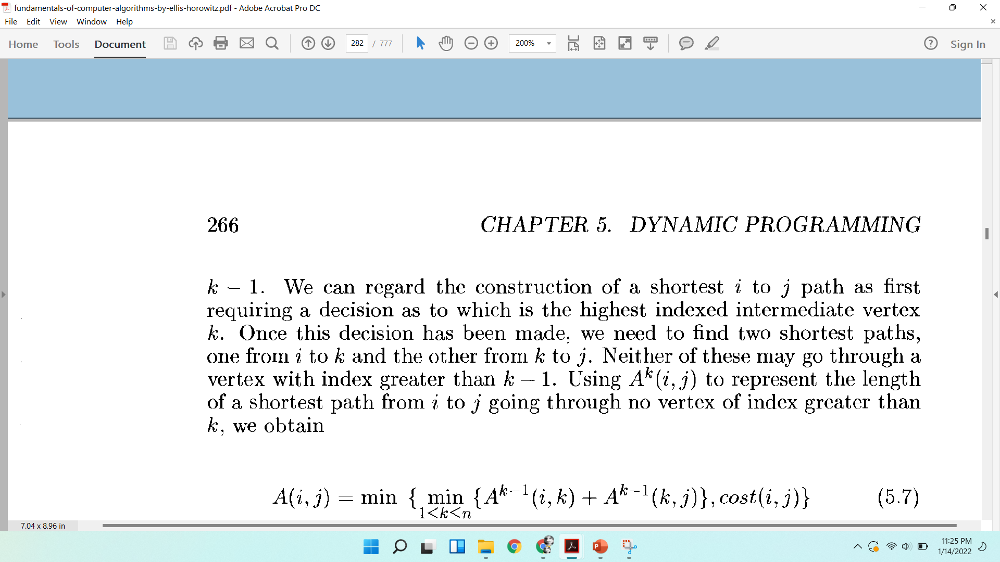 fundamentals-of-computer-algorithms-by-ellis-horowitz.pdf - Adobe Acrobat Pro DC
File Edit View Window Help
Home Tools Document 282 / 777 200% Sign In
266 CHAPTER 5. DYNAMIC PROGRAMMING
k − 1. We can regard the construction of a shortest i to j path as first
requiring a decision as to which is the highest indexed intermediate vertex
k. Once this decision has been made, we need to find two shortest paths,
one from i to k and the other from k to j. Neither of these may go through a
vertex with index greater than k − 1. Using A^k(i, j) to represent the length
of a shortest path from i to j going through no vertex of index greater than
k, we obtain
A(i, j) = min { min {A^{k−1}(i, k) + A^{k−1}(k, j)}, cost(i, j)} (5.7)
1<k<n
7.04 x 8.96 in
11:25 PM
1/14/2022